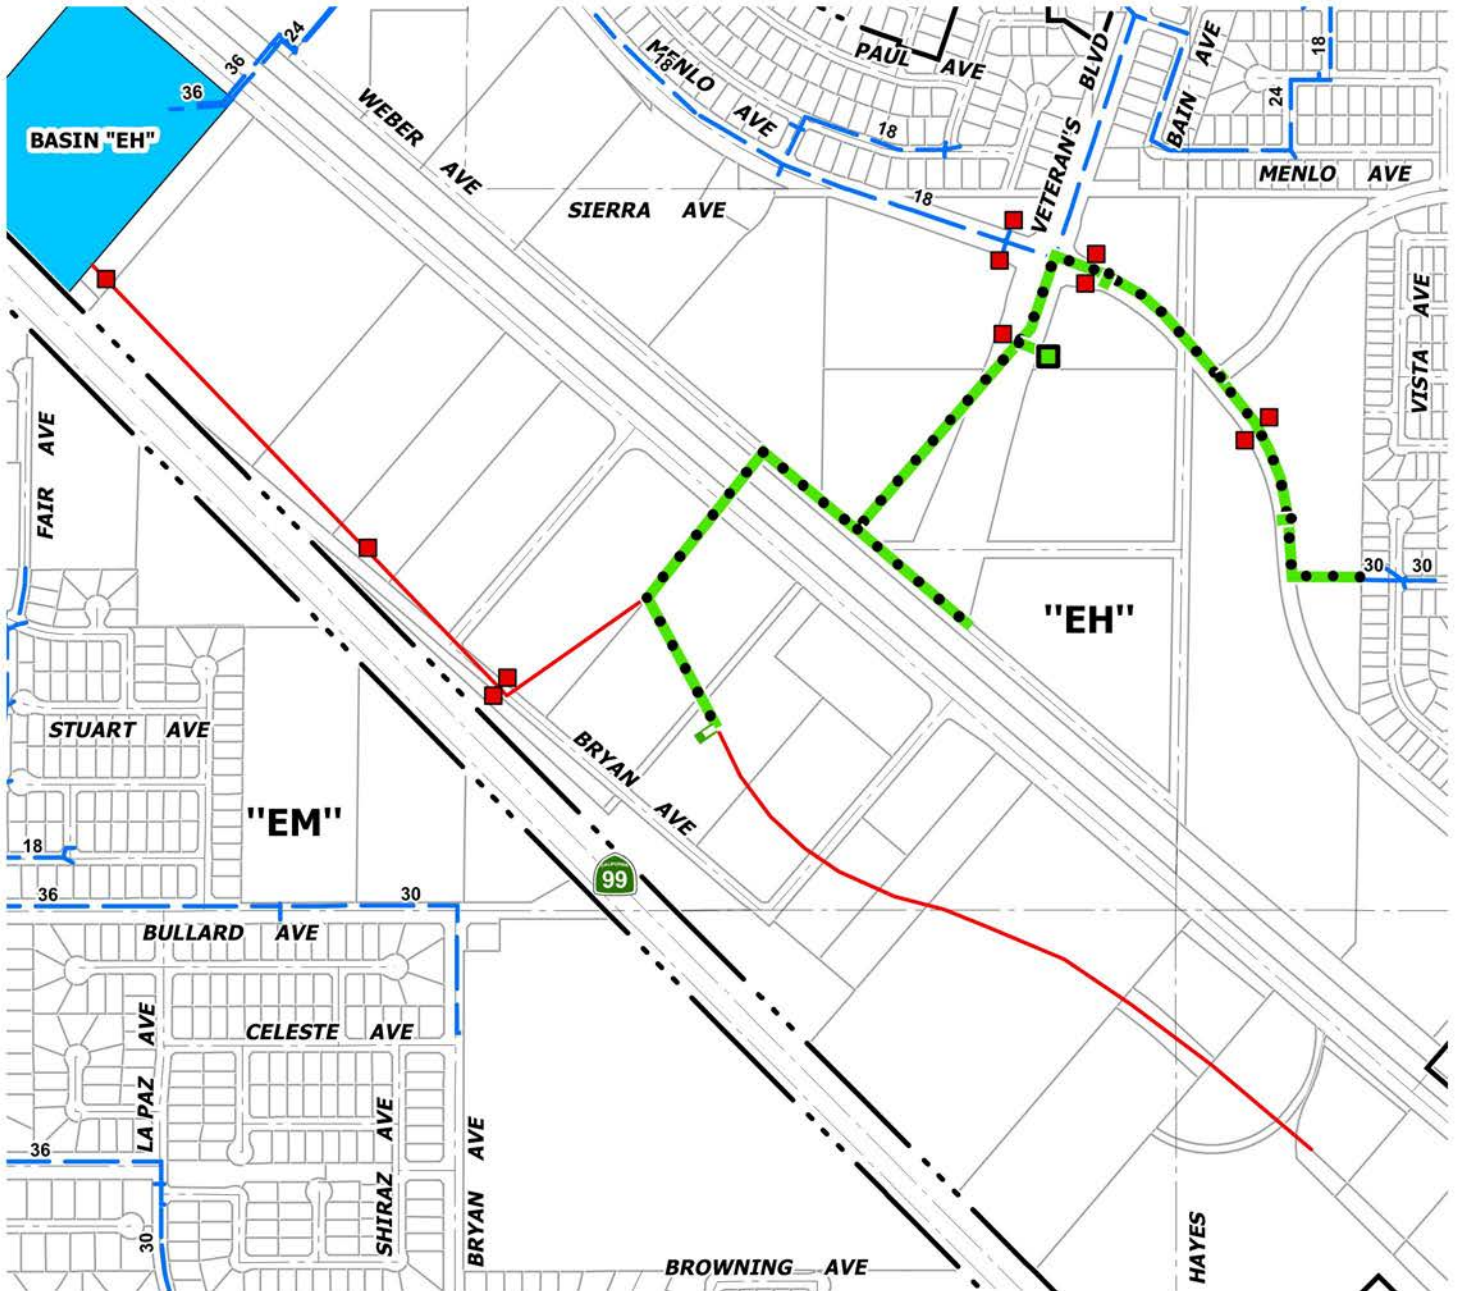 PAUL AVE
MENLO AVE
18
24
36
36
BASIN "EH"
WEBER AVE
18
18
VETERAN'S BLVD
BAIN AVE
18
24
MENLO AVE
SIERRA AVE
VISTA AVE
FAIR AVE
30
30
"EH"
STUART AVE
BRYAN AVE
"EM"
18
CALIFORNIA
99
36
30
BULLARD AVE
CELESTE AVE
LA PAZ AVE
SHIRAZ AVE
BRYAN AVE
36
30
HAYES
BROWNING AVE